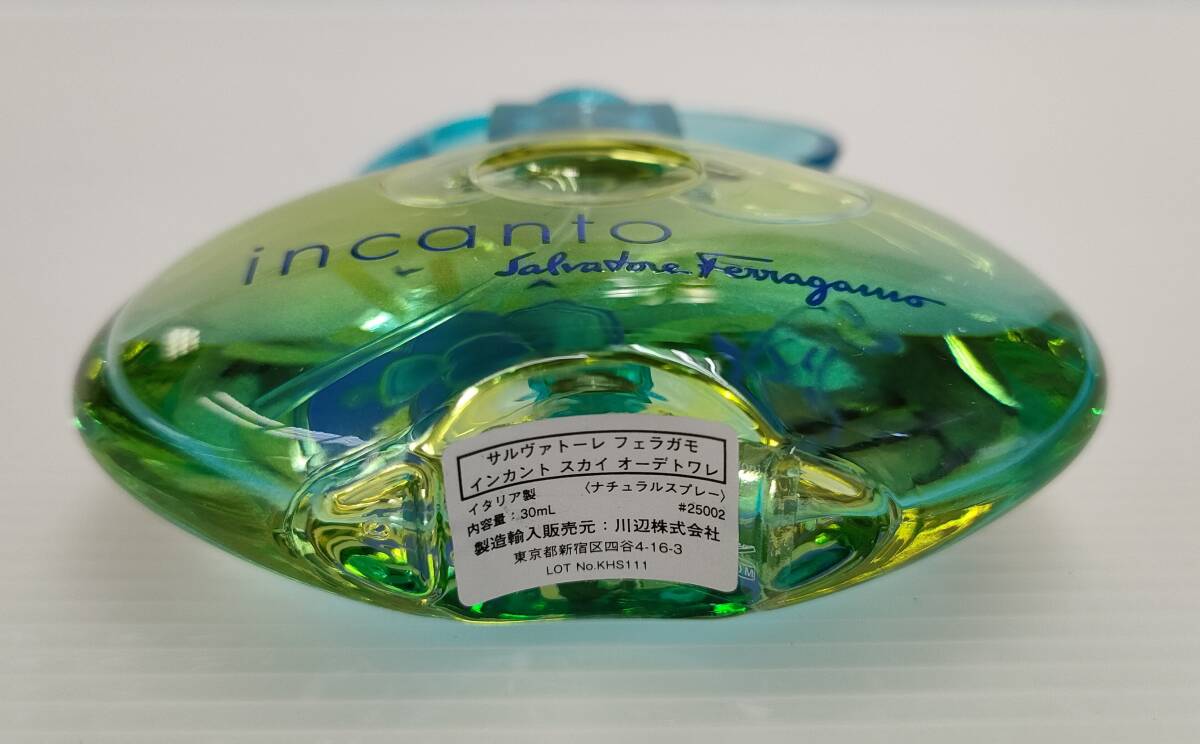 incanto
Salvatore Ferragamo
サルヴァトーレ フェラガモ
インカント スカイ オーデトワレ
イタリア製 〈ナチュラルスプレー〉
内容量:30mL #25002
製造輸入販売元:川辺株式会社
東京都新宿区四谷4-16-3
LOT No.KHS111